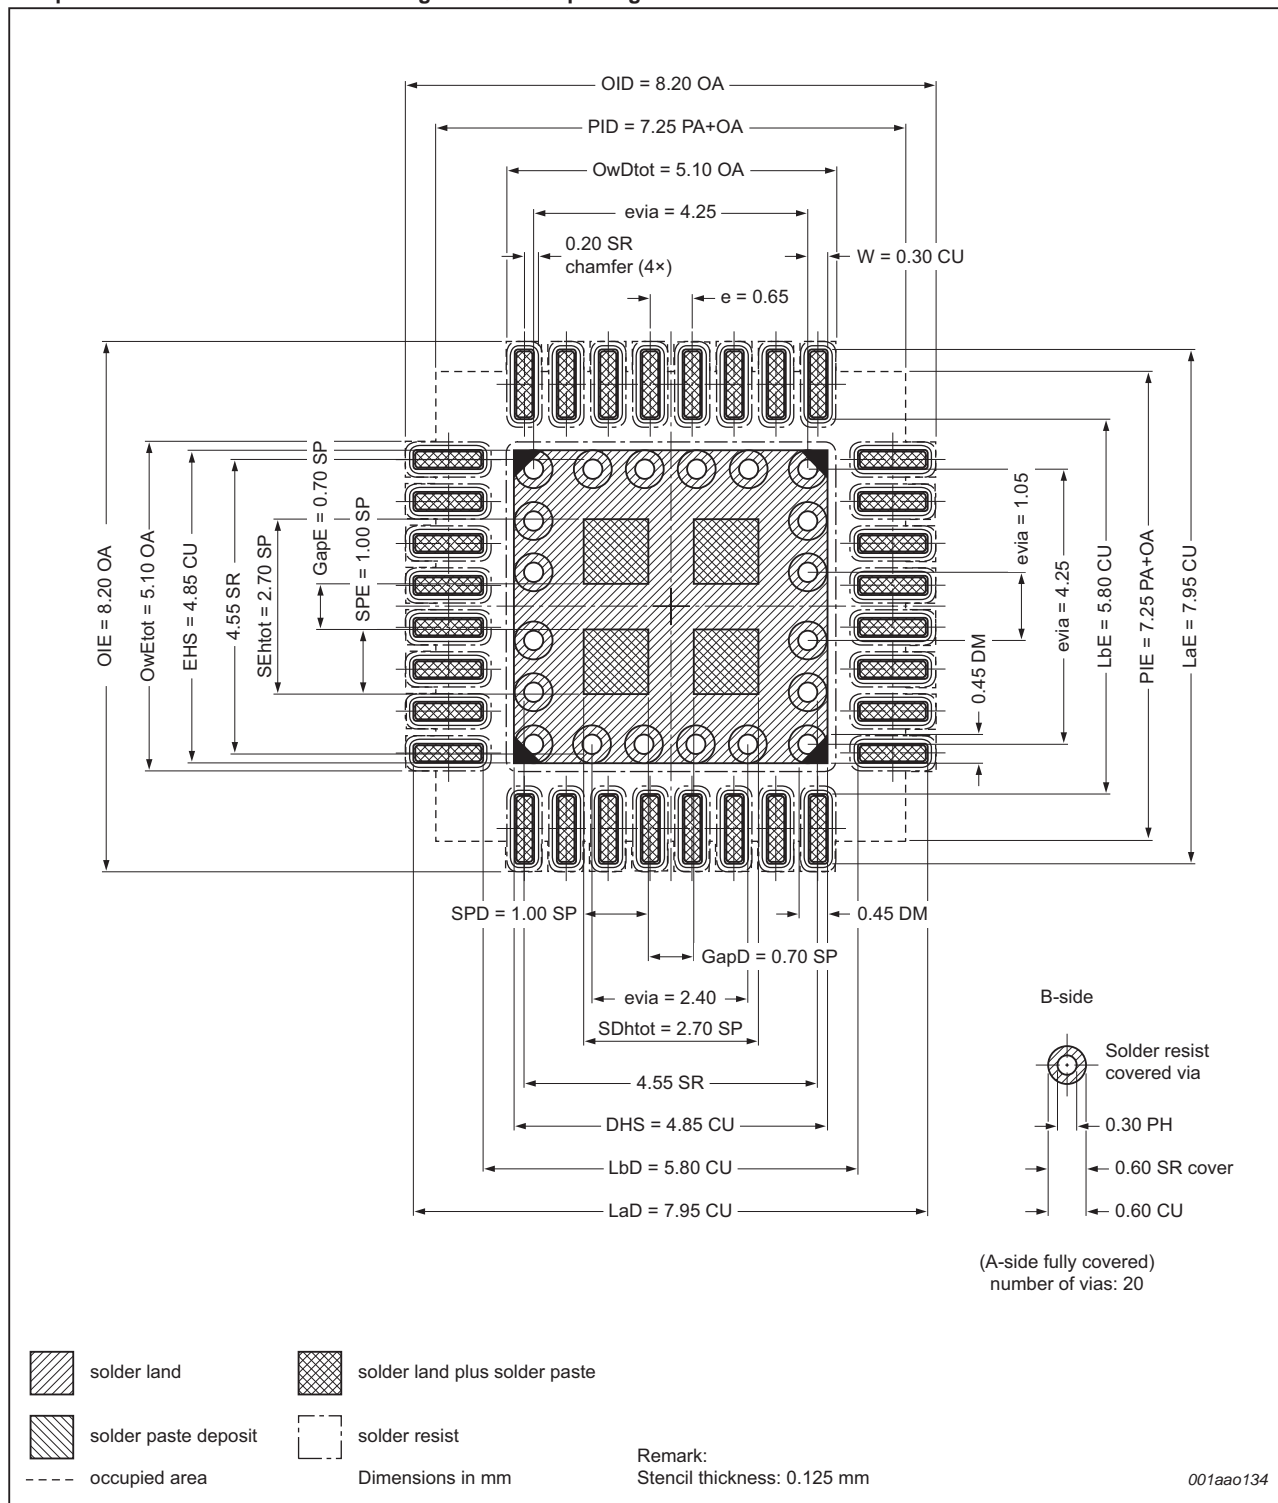 OID = 8.20 OA
PID = 7.25 PA+OA
OwDtot = 5.10 OA
evia = 4.25
0.20 SR
chamfer (4×)
W = 0.30 CU
e = 0.65
OIE = 8.20 OA
OwEtot = 5.10 OA
EHS = 4.85 CU
4.55 SR
SEhtot = 2.70 SP
GapE = 0.70 SP
SPE = 1.00 SP
evia = 1.05
0.45 DM
evia = 4.25
LbE = 5.80 CU
PIE = 7.25 PA+OA
LaE = 7.95 CU
SPD = 1.00 SP
0.45 DM
GapD = 0.70 SP
evia = 2.40
SDhtot = 2.70 SP
4.55 SR
DHS = 4.85 CU
LbD = 5.80 CU
LaD = 7.95 CU
B-side
Solder resist
covered via
0.30 PH
0.60 SR cover
0.60 CU
(A-side fully covered)
number of vias: 20
solder land
solder land plus solder paste
solder paste deposit
solder resist
occupied area
Dimensions in mm
Remark:
Stencil thickness: 0.125 mm
001aao134